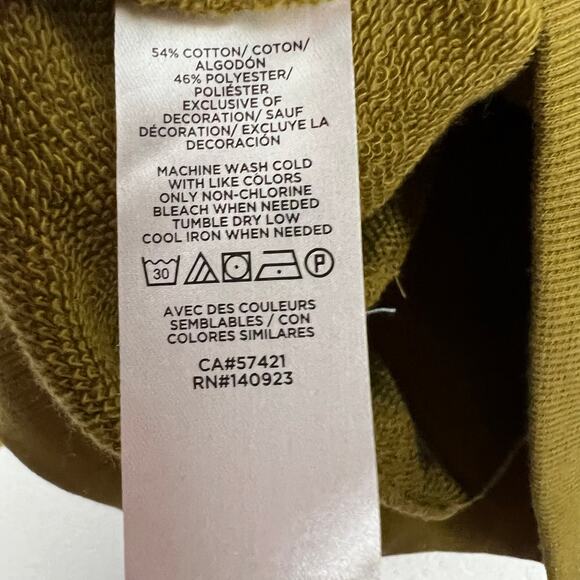 54% COTTON/ COTON/
ALGODÓN
46% POLYESTER/
POLIÉSTER
EXCLUSIVE OF
DECORATION/ SAUF
DÉCORATION/ EXCLUYE LA
DECORACIÓN
MACHINE WASH COLD
WITH LIKE COLORS
ONLY NON-CHLORINE
BLEACH WHEN NEEDED
TUMBLE DRY LOW
COOL IRON WHEN NEEDED
30 P
AVEC DES COULEURS
SEMBLABLES / CON
COLORES SIMILARES
CA#57421
RN#140923